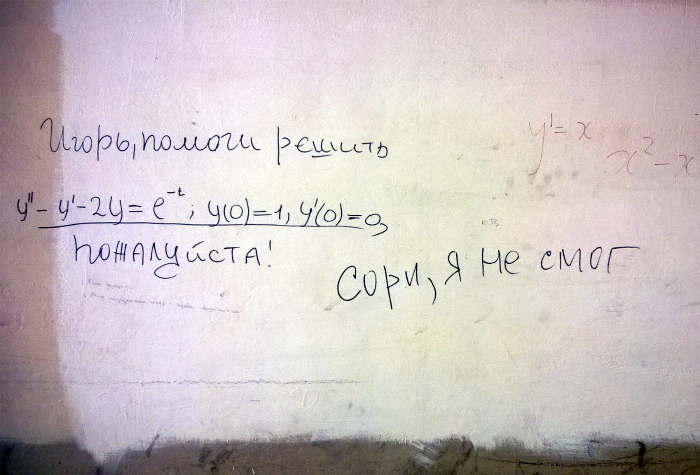 Игорь, помоги решить
y'' - y' - 2y = e^-t ; y(0)=1, y'(0)=0,
пожалуйста!
Сори, я не смог
y' = x
x² - x